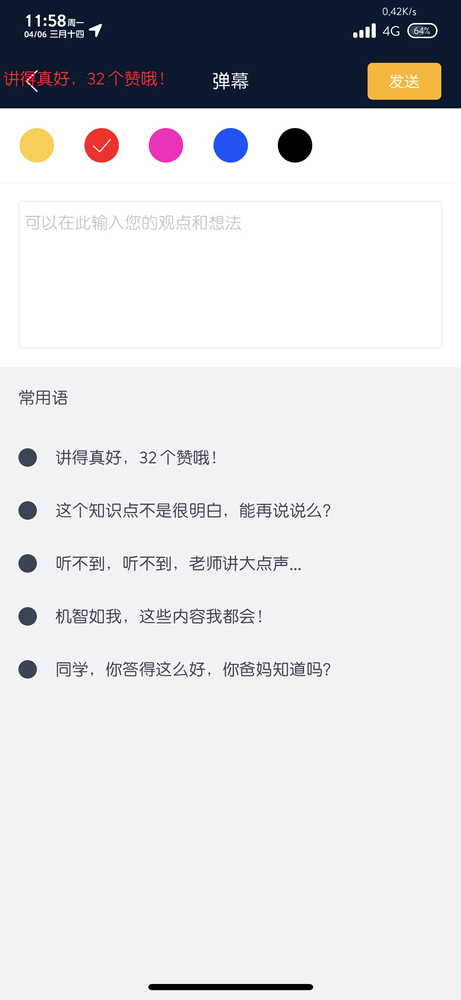 0.42K/s
11:58 周一
04/06 三月十四
4G 64%
讲得真好，32个赞哦！
弹幕
发送
可以在此输入您的观点和想法
常用语
讲得真好，32个赞哦！
这个知识点不是很明白，能再说说么？
听不到，听不到，老师讲大点声...
机智如我，这些内容我都会！
同学，你答得这么好，你爸妈知道吗？